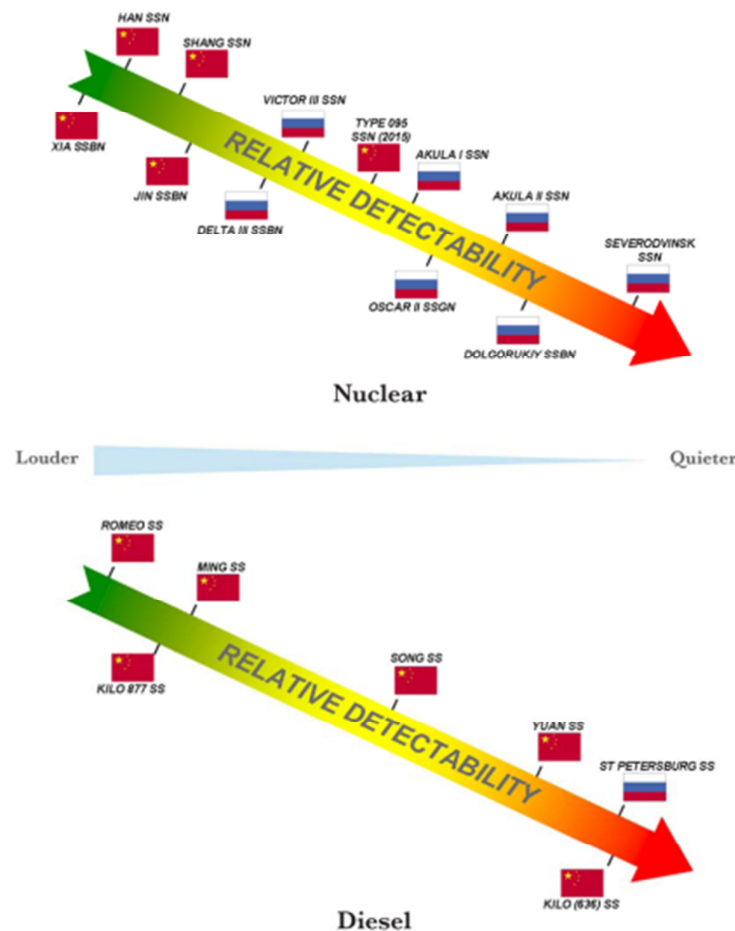 HAN SSN
SHANG SSN
XIA SSBN
JIN SSBN
VICTOR III SSN
TYPE 095
SSN (2015)
AKULA I SSN
DELTA III SSBN
AKULA II SSN
SEVERODVINSK
SSN
OSCAR II SSGN
DOLGORUKIY SSBN
RELATIVE DETECTABILITY
Nuclear
Louder
Quieter
ROMEO SS
MING SS
KILO 877 SS
SONG SS
YUAN SS
ST PETERSBURG SS
KILO (636) SS
RELATIVE DETECTABILITY
Diesel